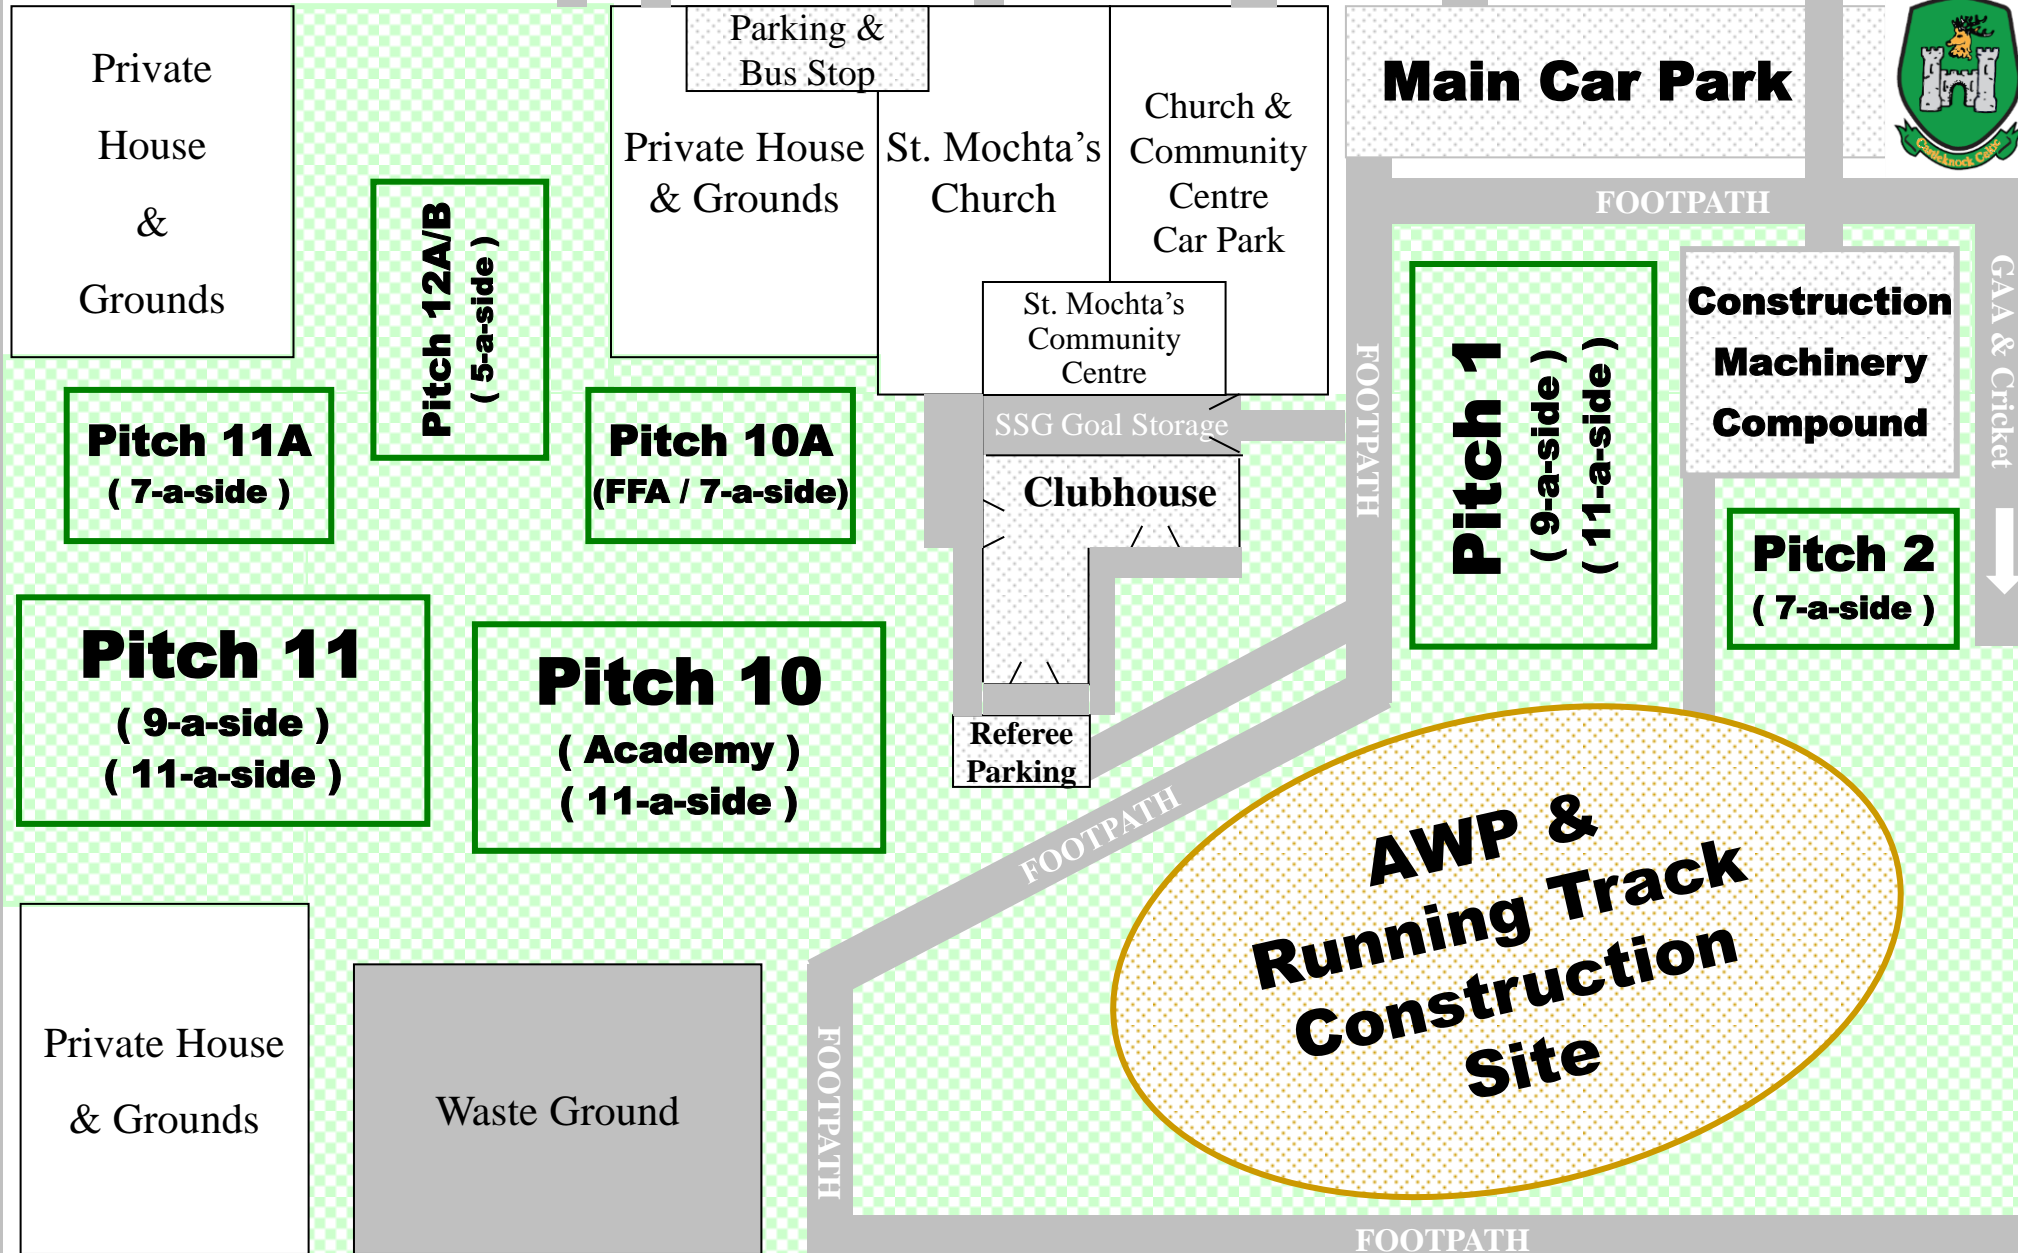 Private
House
&
Grounds
Parking &
Bus Stop
Private House
& Grounds
St. Mochta’s
Church
Church &
Community
Centre
Car Park
Main Car Park
Castleknock Celtic
FOOTPATH
Pitch 12A/B
( 5-a-side )
St. Mochta’s
Community
Centre
Pitch 11A
( 7-a-side )
Pitch 10A
(FFA / 7-a-side)
SSG Goal Storage
Clubhouse
FOOTPATH
Pitch 1
( 9-a-side )
( 11-a-side )
Construction
Machinery
Compound
GAA & Cricket
Pitch 2
( 7-a-side )
Pitch 11
( 9-a-side )
( 11-a-side )
Pitch 10
( Academy )
( 11-a-side )
Referee
Parking
FOOTPATH
AWP &
Running Track
Construction
Site
Private House
& Grounds
Waste Ground
FOOTPATH
FOOTPATH